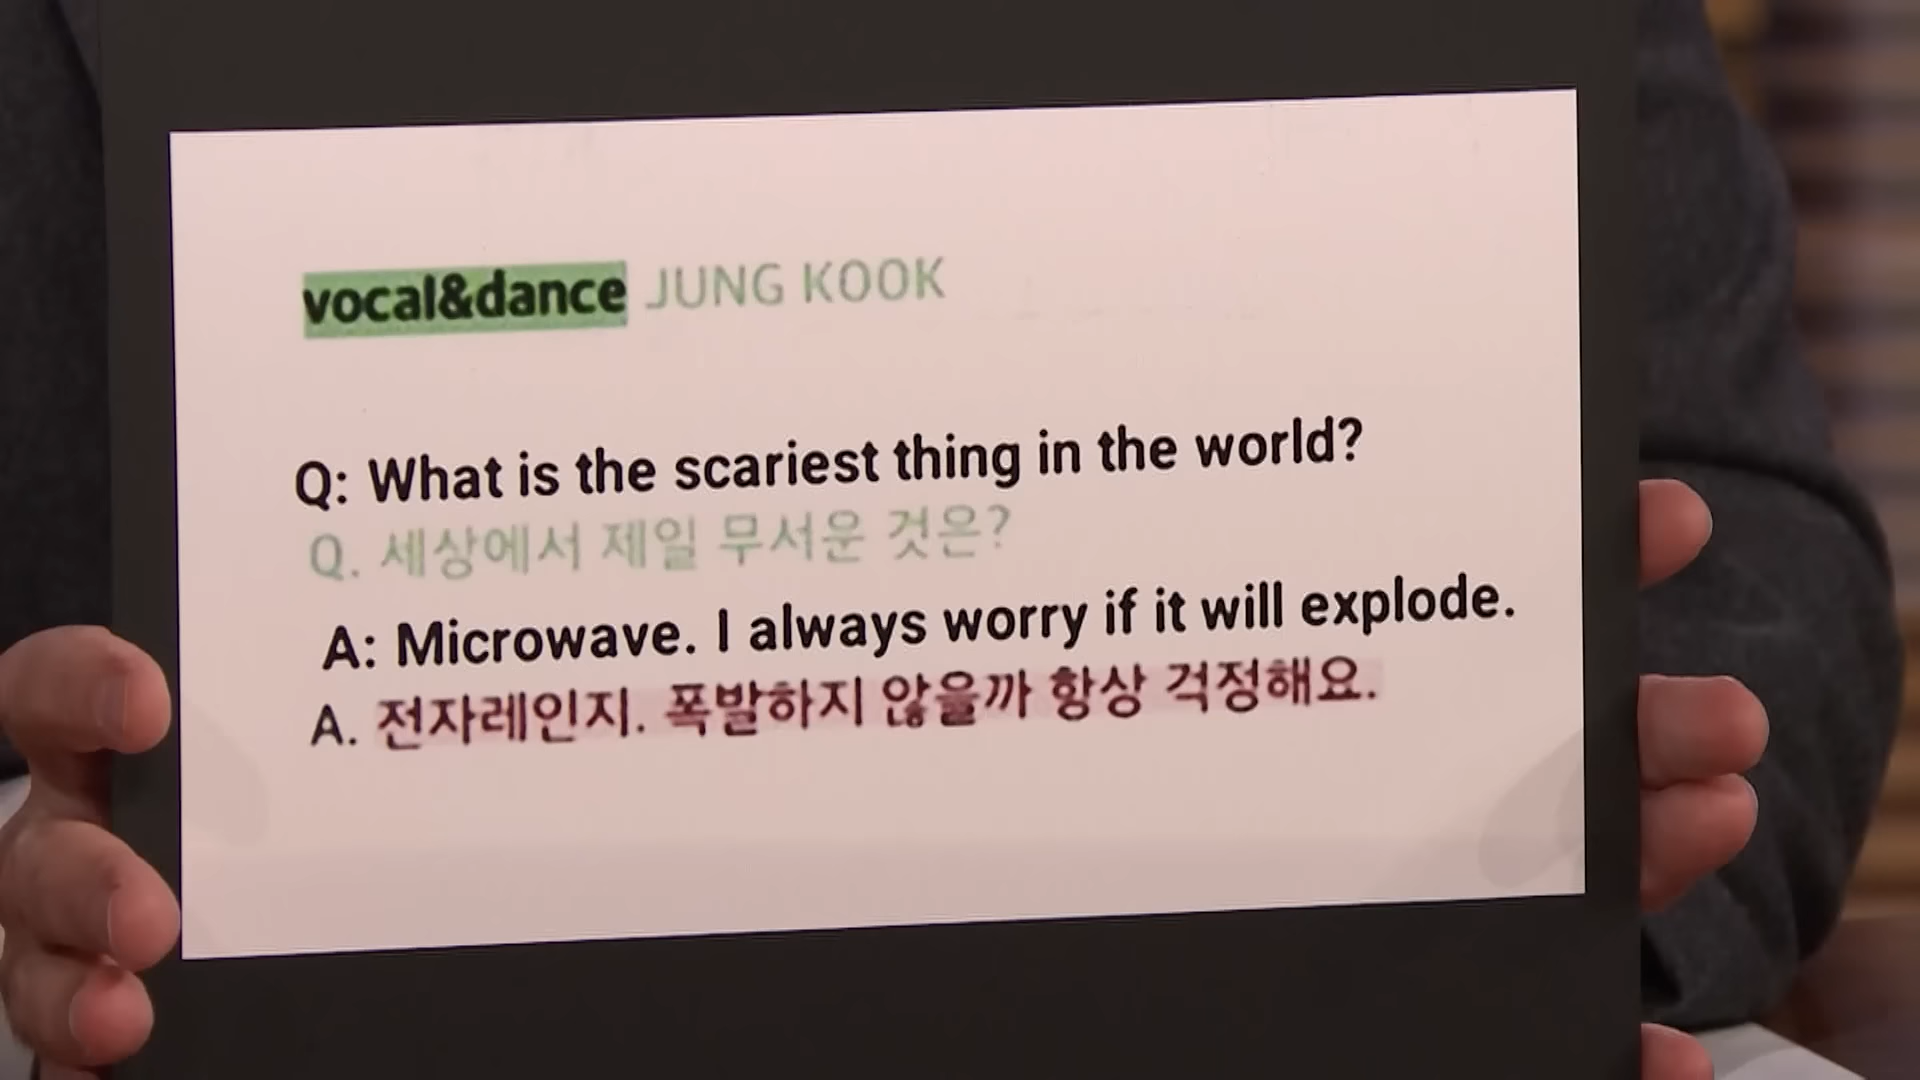 vocal&dance JUNG KOOK
Q: What is the scariest thing in the world?
Q. 세상에서 제일 무서운 것은?
A: Microwave. I always worry if it will explode.
A. 전자레인지. 폭발하지 않을까 항상 걱정해요.